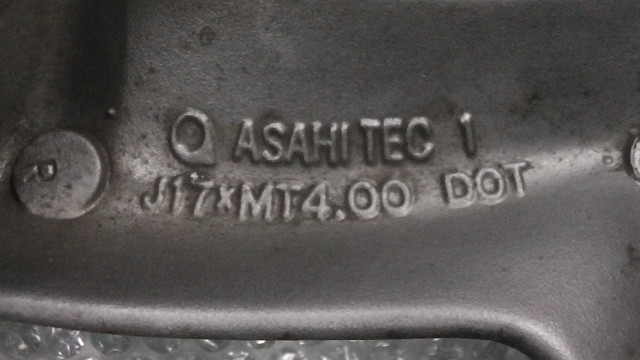 ASAHI TEC 1
J17×MT4.00 DOT
R